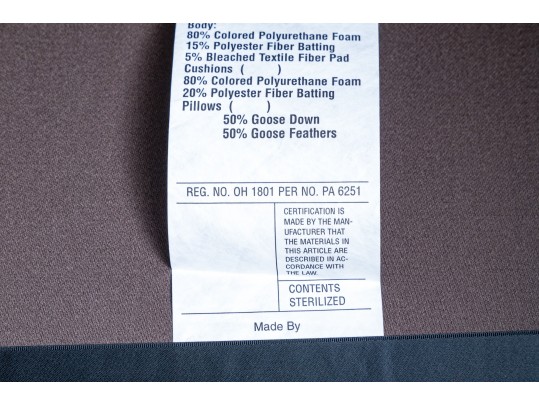 Body:
80% Colored Polyurethane Foam
15% Polyester Fiber Batting
5% Bleached Textile Fiber Pad
Cushions (        )
80% Colored Polyurethane Foam
20% Polyester Fiber Batting
Pillows (        )
50% Goose Down
50% Goose Feathers
REG. NO. OH 1801 PER NO. PA 6251
CERTIFICATION IS
MADE BY THE MAN-
UFACTURER THAT
THE MATERIALS IN
THIS ARTICLE ARE
DESCRIBED IN AC-
CORDANCE WITH
THE LAW.
CONTENTS
STERILIZED
Made By